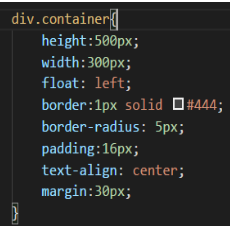 div.container{
height:500px;
width:300px;
float: left;
border:1px solid #444;
border-radius: 5px;
padding:16px;
text-align: center;
margin:30px;
}